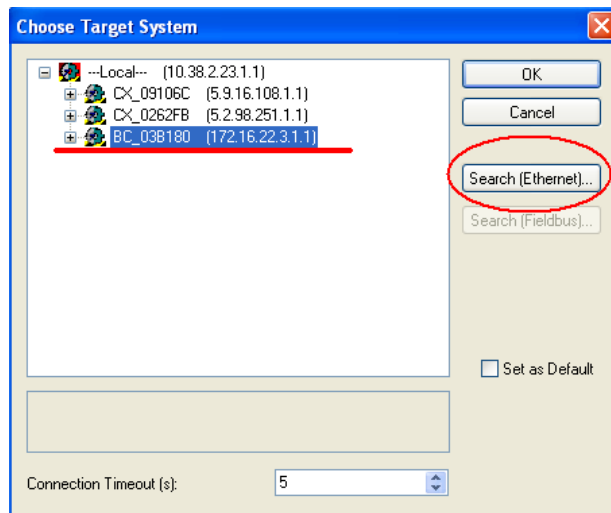 Choose Target System
---Local---   (10.38.2.23.1.1)
CX_09106C   (5.9.16.108.1.1)
CX_0262FB   (5.2.98.251.1.1)
BC_03B180   (172.16.22.3.1.1)
OK
Cancel
Search (Ethernet)...
Search (Fieldbus)...
Set as Default
Connection Timeout (s):   5